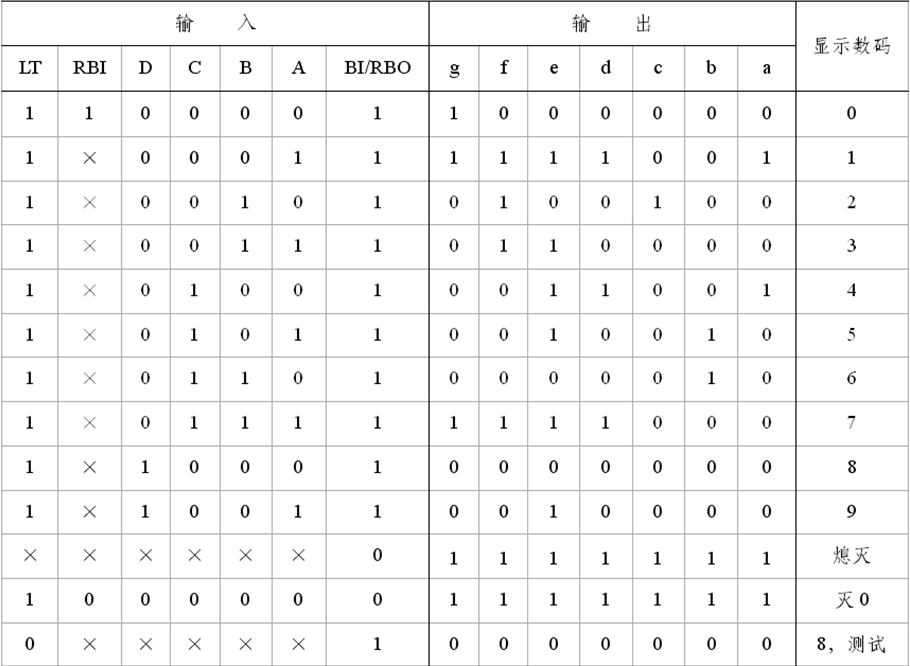 输 入 输 出 显示数码
LT RBI D C B A BI/RBO g f e d c b a
1 1 0 0 0 0 1 1 0 0 0 0 0 0 0
1 × 0 0 0 1 1 1 1 1 1 0 0 1 1
1 × 0 0 1 0 1 0 1 0 0 1 0 0 2
1 × 0 0 1 1 1 0 1 1 0 0 0 0 3
1 × 0 1 0 0 1 0 0 1 1 0 0 1 4
1 × 0 1 0 1 1 0 0 1 0 0 1 0 5
1 × 0 1 1 0 1 0 0 0 0 0 1 0 6
1 × 0 1 1 1 1 1 1 1 1 0 0 0 7
1 × 1 0 0 0 1 0 0 0 0 0 0 0 8
1 × 1 0 0 1 1 0 0 1 0 0 0 0 9
× × × × × × 0 1 1 1 1 1 1 1 熄灭
1 0 0 0 0 0 0 1 1 1 1 1 1 1 灭0
0 × × × × × 1 0 0 0 0 0 0 0 8，测试